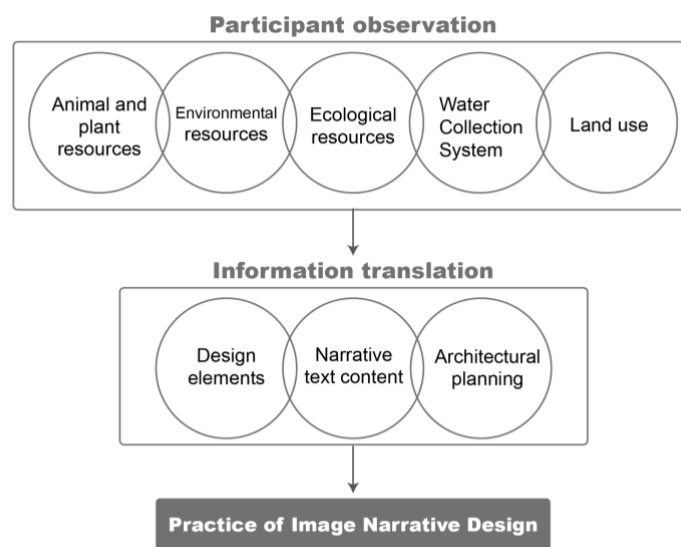 Participant observation
Animal and
plant
resources
Environmental
resources
Ecological
resources
Water
Collection
System
Land use
Information translation
Design
elements
Narrative
text content
Architectural
planning
Practice of Image Narrative Design